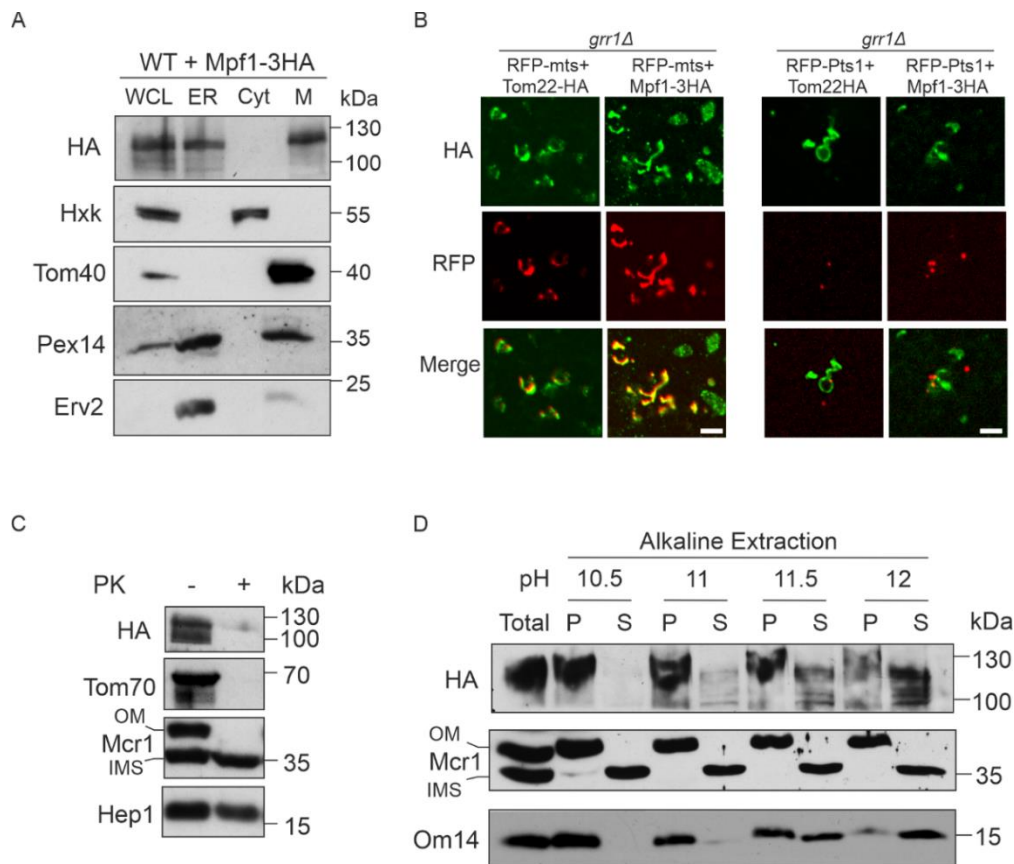 A
WT + Mpf1-3HA
WCL ER Cyt M kDa
HA
130
100
Hxk
55
Tom40
40
Pex14
35
25
Erv2
B
grr1Δ
RFP-mts+ RFP-mts+
Tom22-HA Mpf1-3HA
grr1Δ
RFP-Pts1+ RFP-Pts1+
Tom22HA Mpf1-3HA
HA
RFP
Merge
C
PK - + kDa
HA
130
100
Tom70
70
OM
Mcr1
IMS
35
Hep1
15
D
Alkaline Extraction
pH 10.5 11 11.5 12
Total P S P S P S P S kDa
HA
130
100
OM
Mcr1
IMS
35
Om14
15